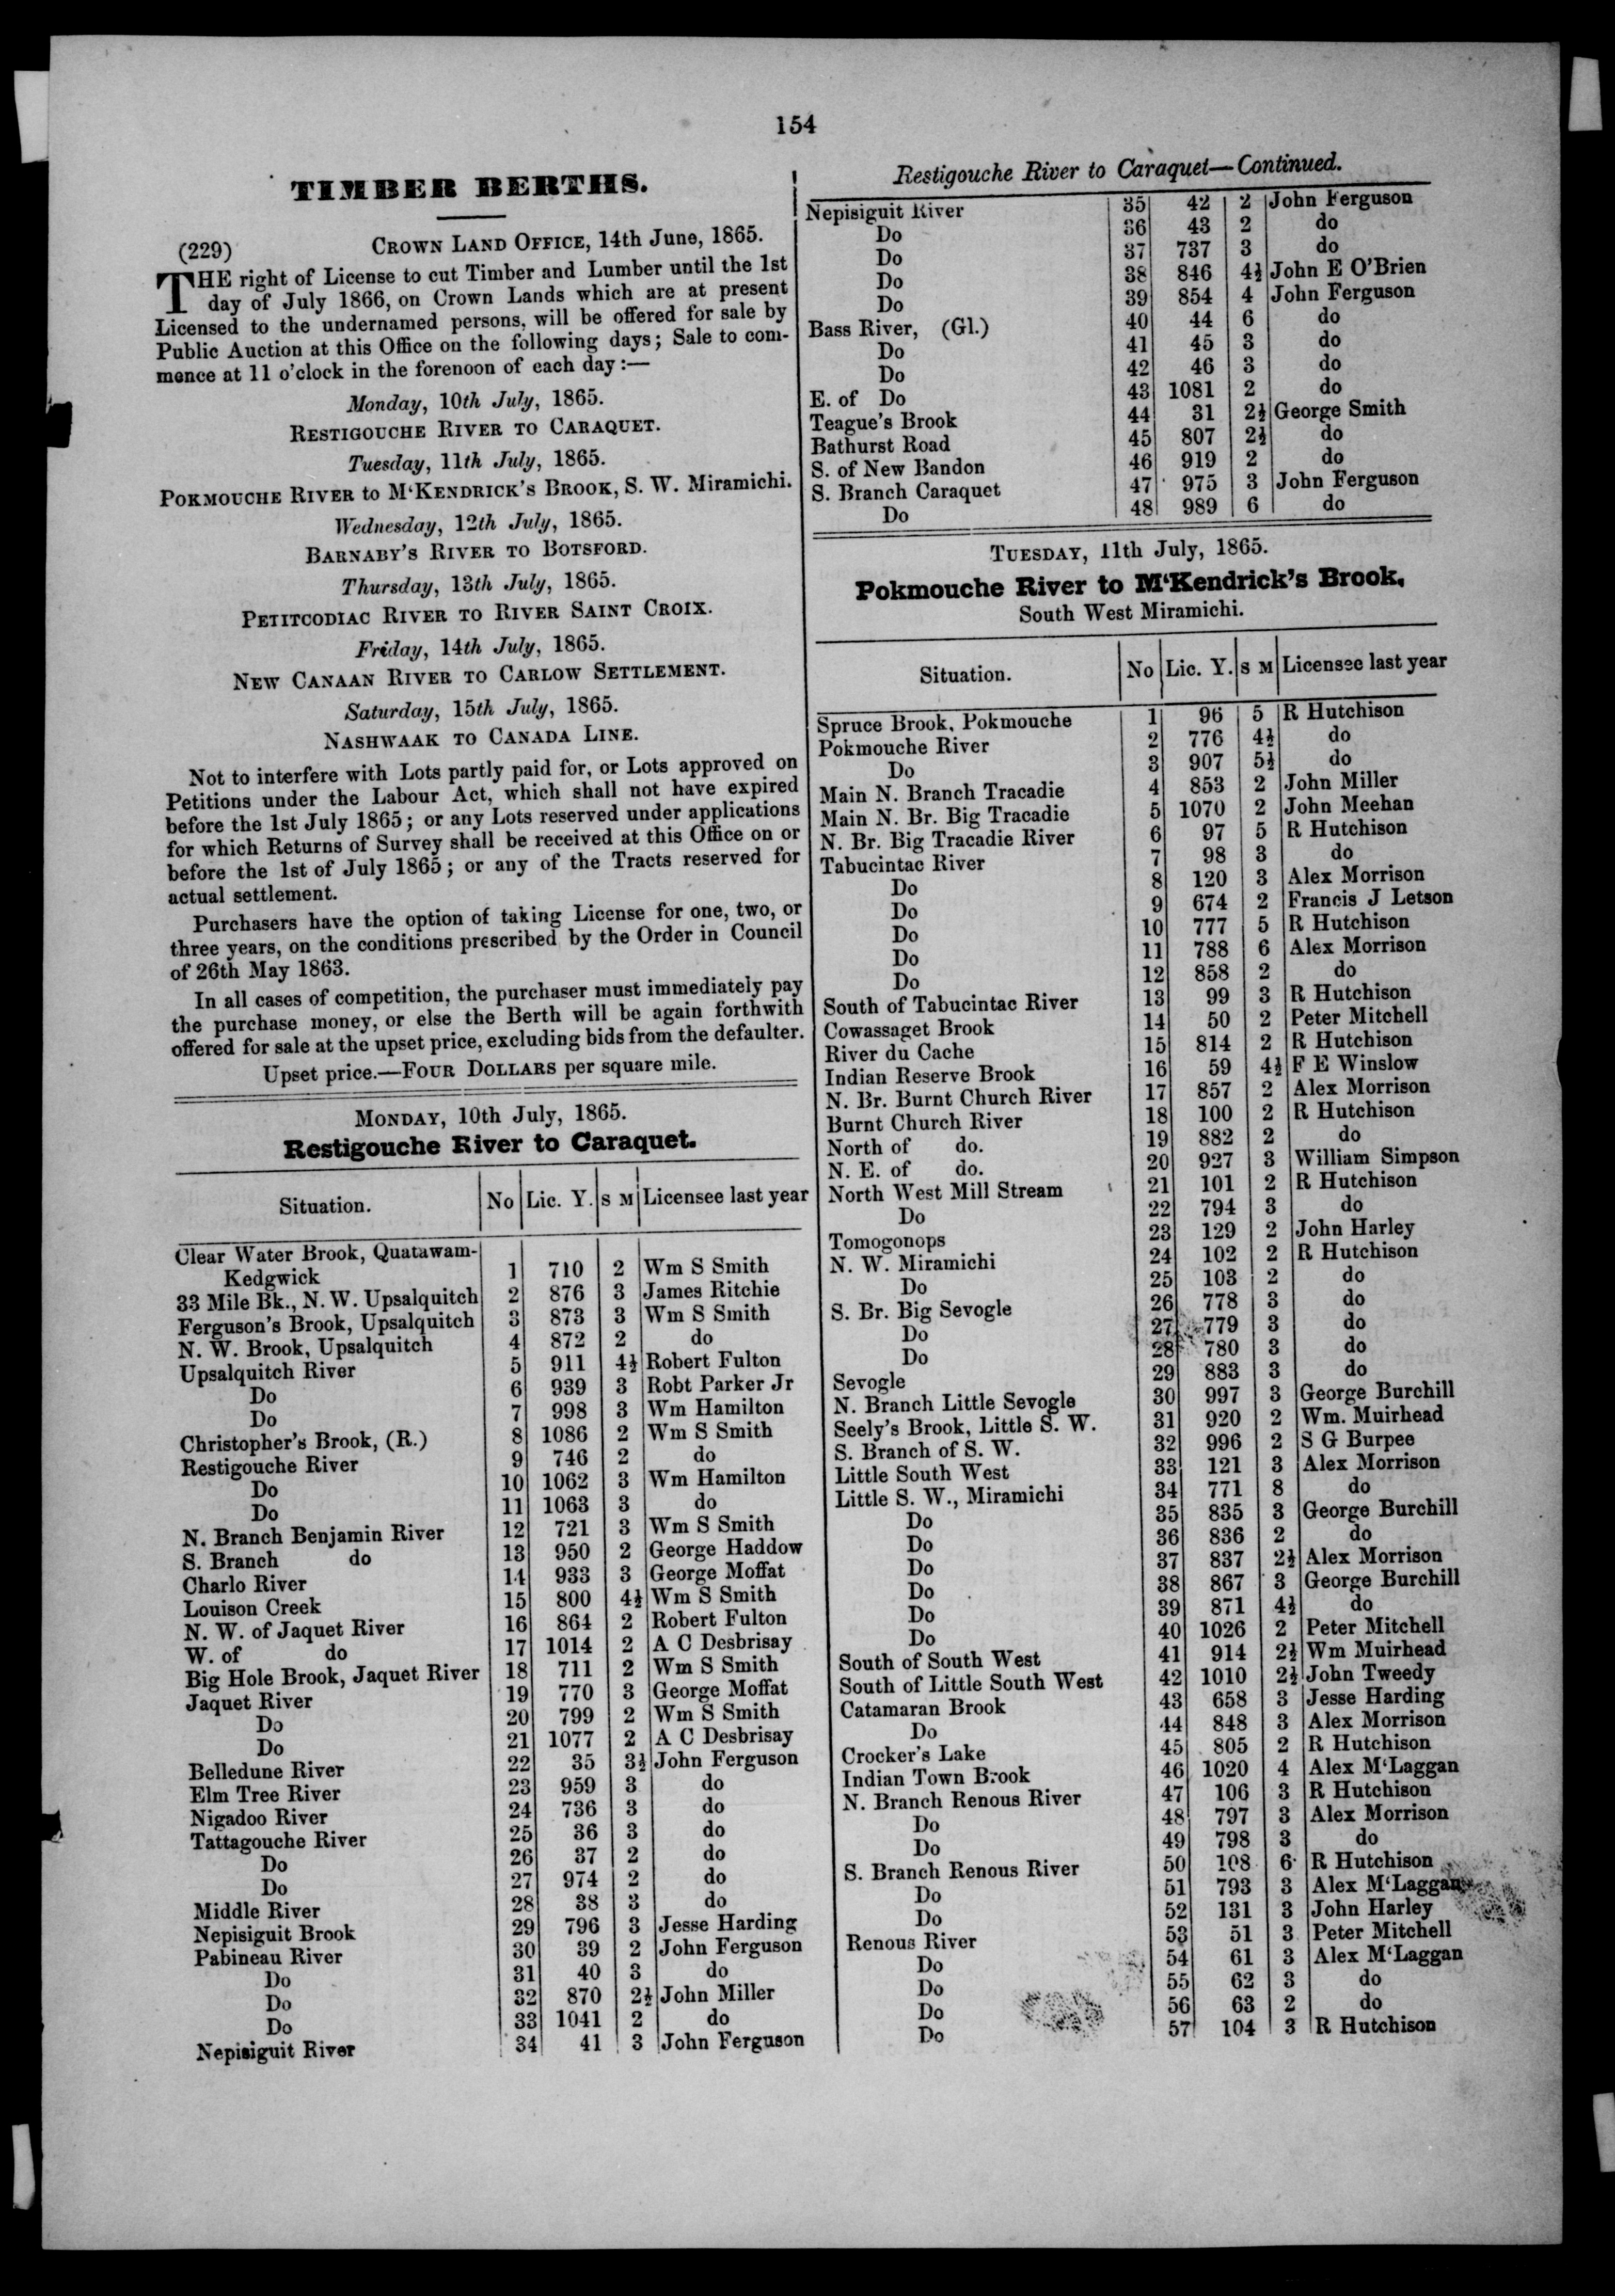 154
TIMBER BERTHS.
(229) CROWN LAND OFFICE, 14th June, 1865.
THE right of License to cut Timber and Lumber until the 1st
day of July 1866, on Crown Lands which are at present
Licensed to the undernamed persons, will be offered for sale by
Public Auction at this Office on the following days; Sale to com-
mence at 11 o'clock in the forenoon of each day:—
Monday, 10th July, 1865.
RESTIGOUCHE RIVER TO CARAQUET.
Tuesday, 11th July, 1865.
POKMOUCHE RIVER to M'KENDRICK'S BROOK, S. W. Miramichi.
Wednesday, 12th July, 1865.
BARNABY'S RIVER TO BOTSFORD.
Thursday, 13th July, 1865.
PETITCODIAC RIVER TO RIVER SAINT CROIX.
Friday, 14th July, 1865.
NEW CANAAN RIVER TO CARLOW SETTLEMENT.
Saturday, 15th July, 1865.
NASHWAAK TO CANADA LINE.
Not to interfere with Lots partly paid for, or Lots approved on
Petitions under the Labour Act, which shall not have expired
before the 1st July 1865; or any Lots reserved under applications
for which Returns of Survey shall be received at this Office on or
before the 1st of July 1865; or any of the Tracts reserved for
actual settlement.
Purchasers have the option of taking License for one, two, or
three years, on the conditions prescribed by the Order in Council
of 26th May 1863.
In all cases of competition, the purchaser must immediately pay
the purchase money, or else the Berth will be again forthwith
offered for sale at the upset price, excluding bids from the defaulter.
Upset price.—FOUR DOLLARS per square mile.
MONDAY, 10th July, 1865.
Restigouche River to Caraquet.
Situation. No Lic. Y. S M Licensee last year
Clear Water Brook, Quatawam-
Kedgwick 1 710 2 Wm S Smith
33 Mile Bk., N. W. Upsalquitch 2 876 3 James Ritchie
Ferguson's Brook, Upsalquitch 3 873 3 Wm S Smith
N. W. Brook, Upsalquitch 4 872 2 do
Upsalquitch River 5 911 4½ Robert Fulton
Do 6 939 3 Robt Parker Jr
Do 7 998 3 Wm Hamilton
Christopher's Brook, (R.) 8 1086 2 Wm S Smith
Restigouche River 9 746 2 do
Do 10 1062 3 Wm Hamilton
Do 11 1063 3 do
N. Branch Benjamin River 12 721 3 Wm S Smith
S. Branch do 13 950 2 George Haddow
Charlo River 14 933 3 George Moffat
Louison Creek 15 800 4½ Wm S Smith
N. W. of Jaquet River 16 864 2 Robert Fulton
W. of do 17 1014 2 A C Desbrisay
Big Hole Brook, Jaquet River 18 711 2 Wm S Smith
Jaquet River 19 770 3 George Moffat
Do 20 799 2 Wm S Smith
Do 21 1077 2 A C Desbrisay
Belledune River 22 35 3½ John Ferguson
Elm Tree River 23 959 3 do
Nigadoo River 24 736 3 do
Tattagouche River 25 36 3 do
Do 26 37 2 do
Do 27 974 2 do
Middle River 28 38 3 do
Nepisiguit Brook 29 796 3 Jesse Harding
Pabineau River 30 39 2 John Ferguson
Do 31 40 3 do
Do 32 870 2½ John Miller
Do 33 1041 2 do
Nepisiguit River 34 41 3 John Ferguson
Restigouche River to Caraquet—Continued.
Nepisiguit River 35 42 2 John Ferguson
Do 36 43 2 do
Do 37 737 3 do
Do 38 846 4½ John E O'Brien
Do 39 854 4 John Ferguson
Bass River, (Gl.) 40 44 6 do
Do 41 45 3 do
Do 42 46 3 do
E. of Do 43 1081 2 do
Teague's Brook 44 31 2½ George Smith
Bathurst Road 45 807 2½ do
S. of New Bandon 46 919 2 do
S. Branch Caraquet 47 975 3 John Ferguson
Do 48 989 6 do
TUESDAY, 11th July, 1865.
Pokmouche River to M'Kendrick's Brook,
South West Miramichi.
Situation. No Lic. Y. S M Licensee last year
Spruce Brook, Pokmouche 1 96 5 R Hutchison
Pokmouche River 2 776 4½ do
Do 3 907 5½ do
Main N. Branch Tracadie 4 853 2 John Miller
Main N. Br. Big Tracadie 5 1070 2 John Meehan
N. Br. Big Tracadie River 6 97 5 R Hutchison
Tabucintac River 7 98 3 do
Do 8 120 3 Alex Morrison
Do 9 674 2 Francis J Letson
Do 10 777 5 R Hutchison
Do 11 788 6 Alex Morrison
Do 12 858 2 do
South of Tabucintac River 13 99 3 R Hutchison
Cowassaget Brook 14 50 2 Peter Mitchell
River du Cache 15 814 2 R Hutchison
Indian Reserve Brook 16 59 4½ F E Winslow
N. Br. Burnt Church River 17 857 2 Alex Morrison
Burnt Church River 18 100 2 R Hutchison
North of do. 19 882 2 do
N. E. of do. 20 927 3 William Simpson
North West Mill Stream 21 101 2 R Hutchison
Do 22 794 3 do
Tomogonops 23 129 2 John Harley
N. W. Miramichi 24 102 2 R Hutchison
Do 25 103 2 do
S. Br. Big Sevogle 26 778 3 do
Do 27 779 3 do
Do 28 780 3 do
Sevogle 29 883 3 do
N. Branch Little Sevogle 30 997 3 George Burchill
Seely's Brook, Little S. W. 31 920 2 Wm. Muirhead
S. Branch of S. W. 32 996 2 S G Burpee
Little South West 33 121 3 Alex Morrison
Little S. W., Miramichi 34 771 8 do
Do 35 835 3 George Burchill
Do 36 836 2 do
Do 37 837 2½ Alex Morrison
Do 38 867 3 George Burchill
Do 39 871 4½ do
Do 40 1026 2 Peter Mitchell
South of South West 41 914 2½ Wm Muirhead
South of Little South West 42 1010 2½ John Tweedy
Catamaran Brook 43 658 3 Jesse Harding
Do 44 848 3 Alex Morrison
Crocker's Lake 45 805 2 R Hutchison
Indian Town Brook 46 1020 4 Alex M'Laggan
N. Branch Renous River 47 106 3 R Hutchison
Do 48 797 3 Alex Morrison
Do 49 798 3 do
S. Branch Renous River 50 108 6 R Hutchison
Do 51 793 3 Alex M'Laggan
Do 52 131 3 John Harley
Renous River 53 51 3 Peter Mitchell
Do 54 61 3 Alex M'Laggan
Do 55 62 3 do
Do 56 63 2 do
Do 57 104 3 R Hutchison